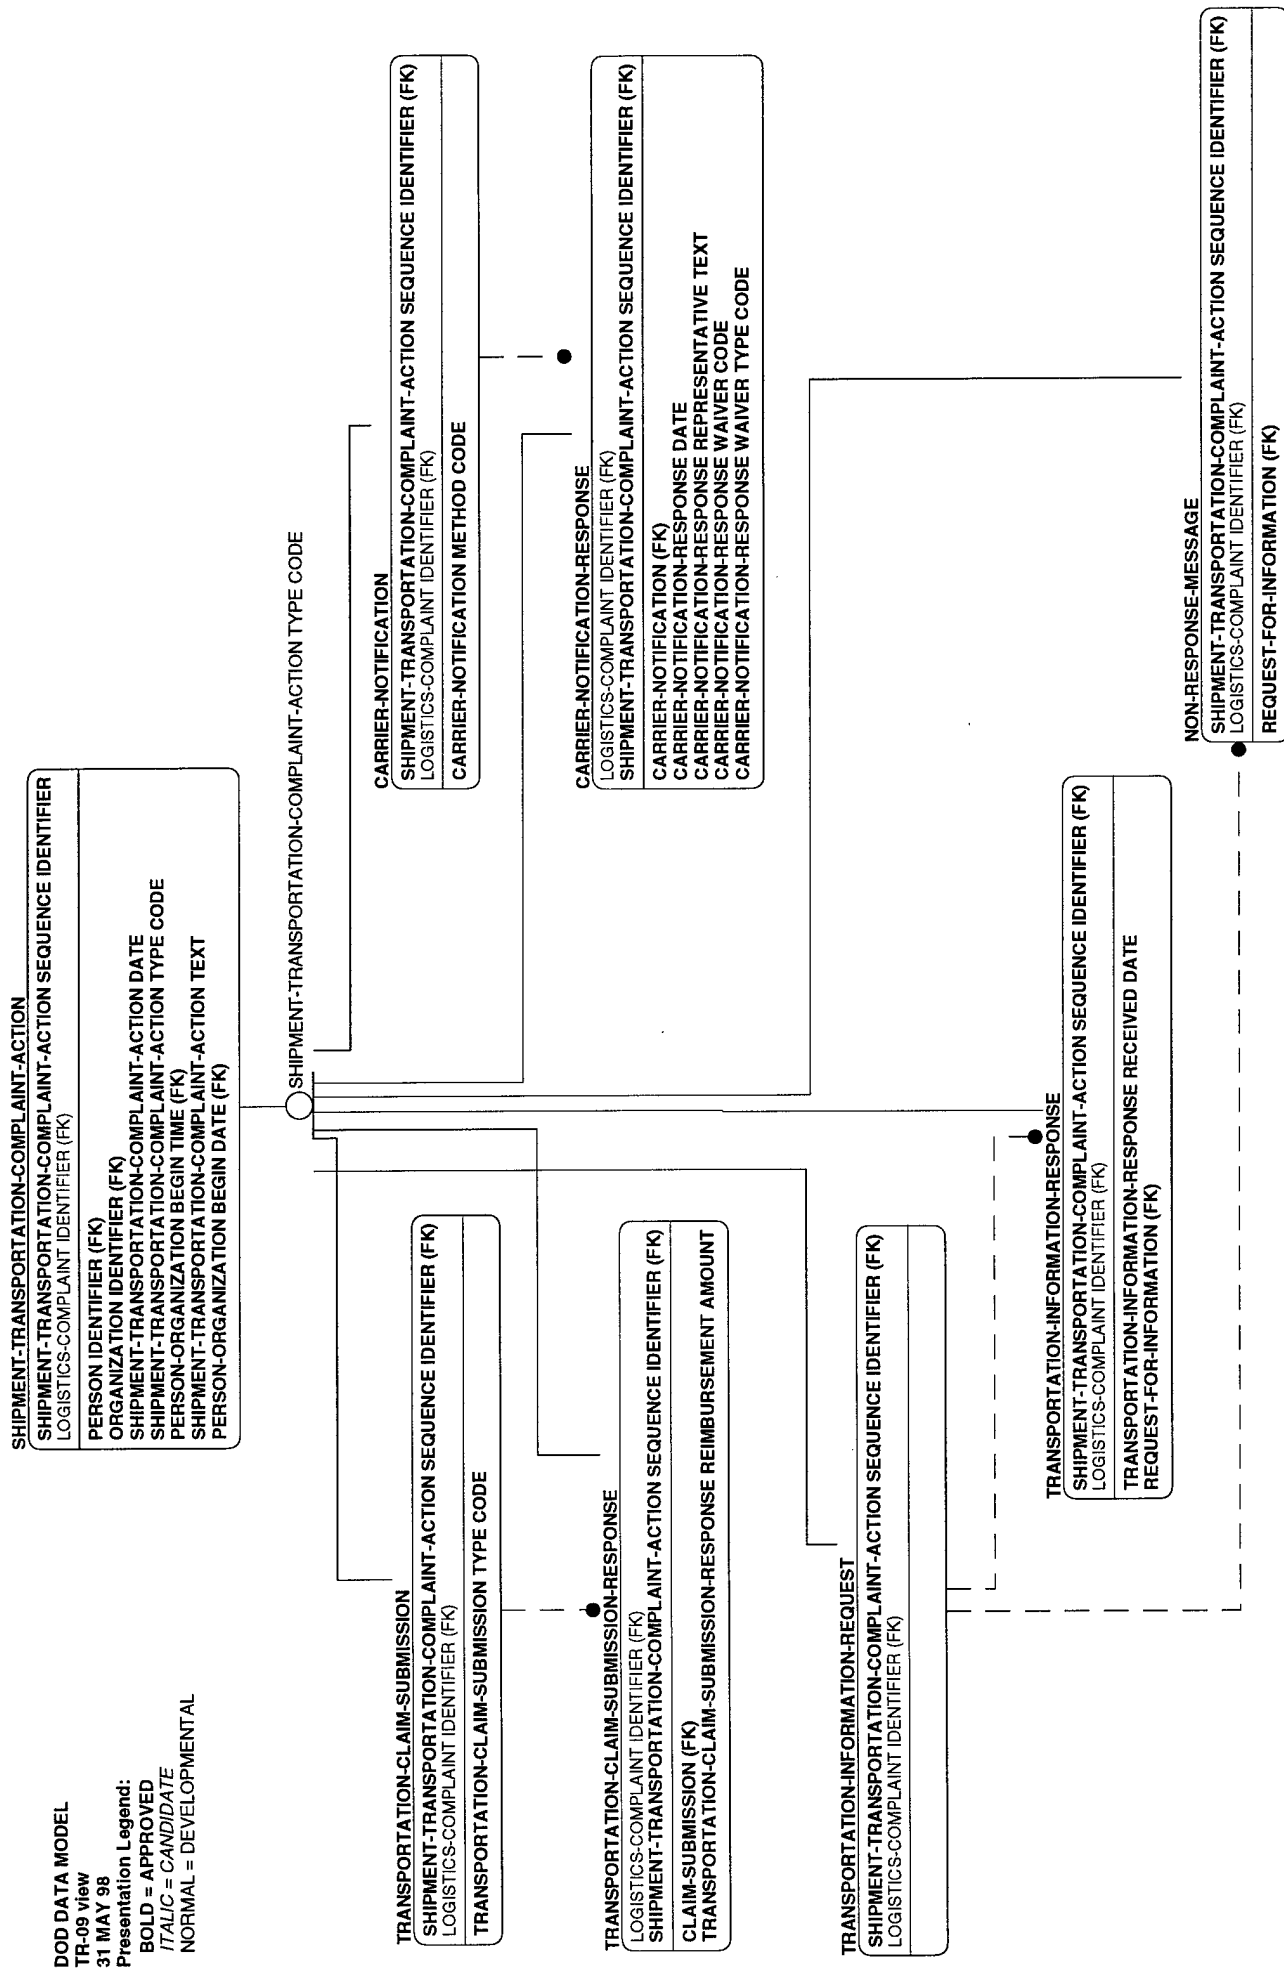 DOD DATA MODEL
TR-09 view
31 MAY 98
Presentation Legend:
BOLD = APPROVED
ITALIC = CANDIDATE
NORMAL = DEVELOPMENTAL
SHIPMENT-TRANSPORTATION-COMPLAINT-ACTION
SHIPMENT-TRANSPORTATION-COMPLAINT-ACTION SEQUENCE IDENTIFIER
LOGISTICS-COMPLAINT IDENTIFIER (FK)
PERSON IDENTIFIER (FK)
ORGANIZATION IDENTIFIER (FK)
SHIPMENT-TRANSPORTATION-COMPLAINT-ACTION DATE
SHIPMENT-TRANSPORTATION-COMPLAINT-ACTION TYPE CODE
PERSON-ORGANIZATION BEGIN TIME (FK)
SHIPMENT-TRANSPORTATION-COMPLAINT-ACTION TEXT
PERSON-ORGANIZATION BEGIN DATE (FK)
SHIPMENT-TRANSPORTATION-COMPLAINT-ACTION TYPE CODE
TRANSPORTATION-CLAIM-SUBMISSION
SHIPMENT-TRANSPORTATION-COMPLAINT-ACTION SEQUENCE IDENTIFIER (FK)
LOGISTICS-COMPLAINT IDENTIFIER (FK)
TRANSPORTATION-CLAIM-SUBMISSION TYPE CODE
CARRIER-NOTIFICATION
SHIPMENT-TRANSPORTATION-COMPLAINT-ACTION SEQUENCE IDENTIFIER (FK)
LOGISTICS-COMPLAINT IDENTIFIER (FK)
CARRIER-NOTIFICATION METHOD CODE
TRANSPORTATION-CLAIM-SUBMISSION-RESPONSE
LOGISTICS-COMPLAINT IDENTIFIER (FK)
SHIPMENT-TRANSPORTATION-COMPLAINT-ACTION SEQUENCE IDENTIFIER (FK)
CLAIM-SUBMISSION (FK)
TRANSPORTATION-CLAIM-SUBMISSION-RESPONSE REIMBURSEMENT AMOUNT
CARRIER-NOTIFICATION-RESPONSE
LOGISTICS-COMPLAINT IDENTIFIER (FK)
SHIPMENT-TRANSPORTATION-COMPLAINT-ACTION SEQUENCE IDENTIFIER (FK)
CARRIER-NOTIFICATION (FK)
CARRIER-NOTIFICATION-RESPONSE DATE
CARRIER-NOTIFICATION-RESPONSE REPRESENTATIVE TEXT
CARRIER-NOTIFICATION-RESPONSE WAIVER CODE
CARRIER-NOTIFICATION-RESPONSE WAIVER TYPE CODE
TRANSPORTATION-INFORMATION-REQUEST
SHIPMENT-TRANSPORTATION-COMPLAINT-ACTION SEQUENCE IDENTIFIER (FK)
LOGISTICS-COMPLAINT IDENTIFIER (FK)
TRANSPORTATION-INFORMATION-RESPONSE
SHIPMENT-TRANSPORTATION-COMPLAINT-ACTION SEQUENCE IDENTIFIER (FK)
LOGISTICS-COMPLAINT IDENTIFIER (FK)
TRANSPORTATION-INFORMATION-RESPONSE RECEIVED DATE
REQUEST-FOR-INFORMATION (FK)
NON-RESPONSE-MESSAGE
SHIPMENT-TRANSPORTATION-COMPLAINT-ACTION SEQUENCE IDENTIFIER (FK)
LOGISTICS-COMPLAINT IDENTIFIER (FK)
REQUEST-FOR-INFORMATION (FK)